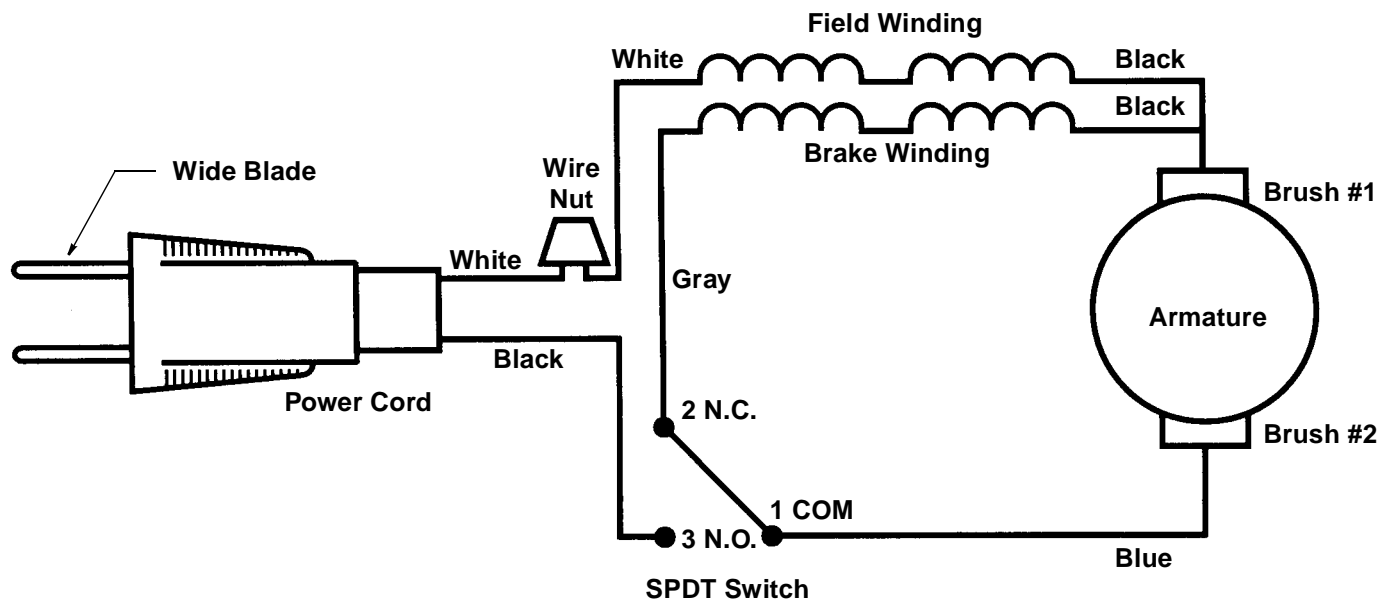 Field Winding
White
Black
Black
Brake Winding
Wide Blade
Wire
Nut
Brush #1
White
Gray
Armature
Black
Power Cord
2 N.C.
Brush #2
1 COM
3 N.O.
Blue
SPDT Switch